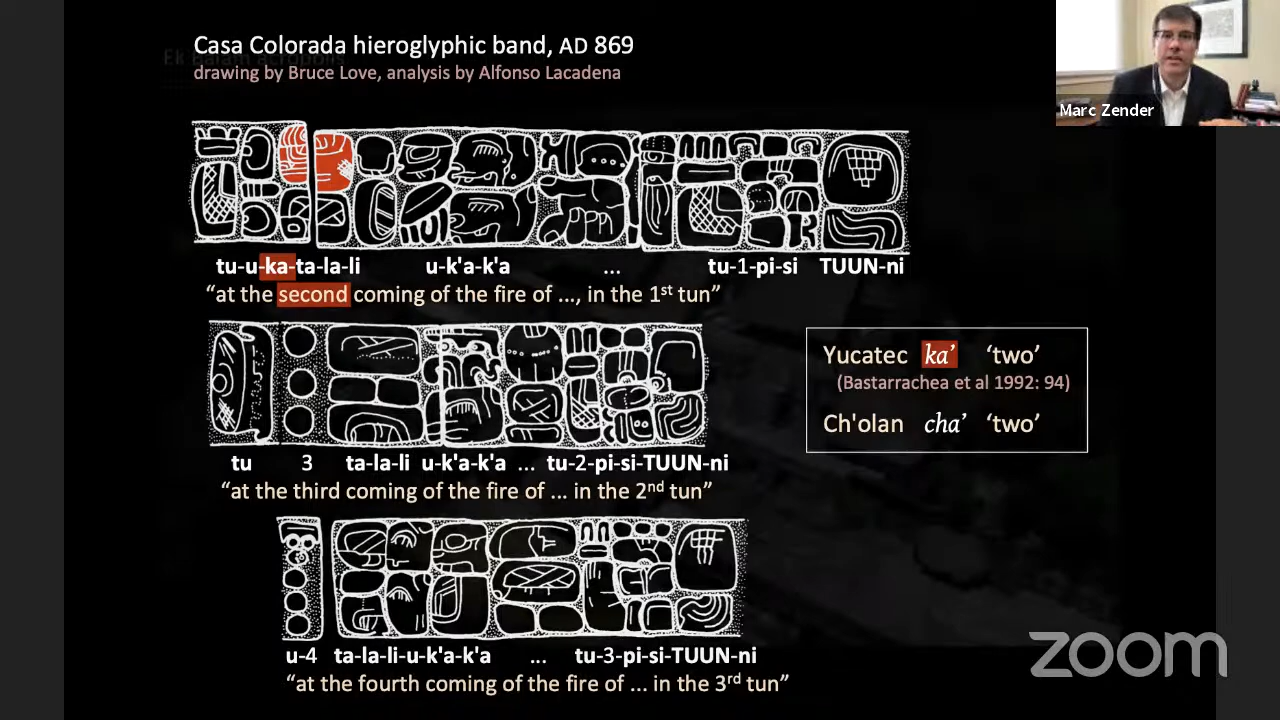 Casa Colorada hieroglyphic band, AD 869
drawing by Bruce Love, analysis by Alfonso Lacadena
Marc Zender
tu-u-ka-ta-la-li u-k'a-k'a ... tu-1-pi-si TUUN-ni
“at the second coming of the fire of ..., in the 1st tun”
Yucatec ka’ ‘two’
(Bastarrachea et al 1992: 94)
Ch'olan cha’ ‘two’
tu 3 ta-la-li u-k'a-k'a ... tu-2-pi-si-TUUN-ni
“at the third coming of the fire of ... in the 2nd tun”
u-4 ta-la-li-u-k'a-k'a ... tu-3-pi-si-TUUN-ni
“at the fourth coming of the fire of ... in the 3rd tun”
zoom